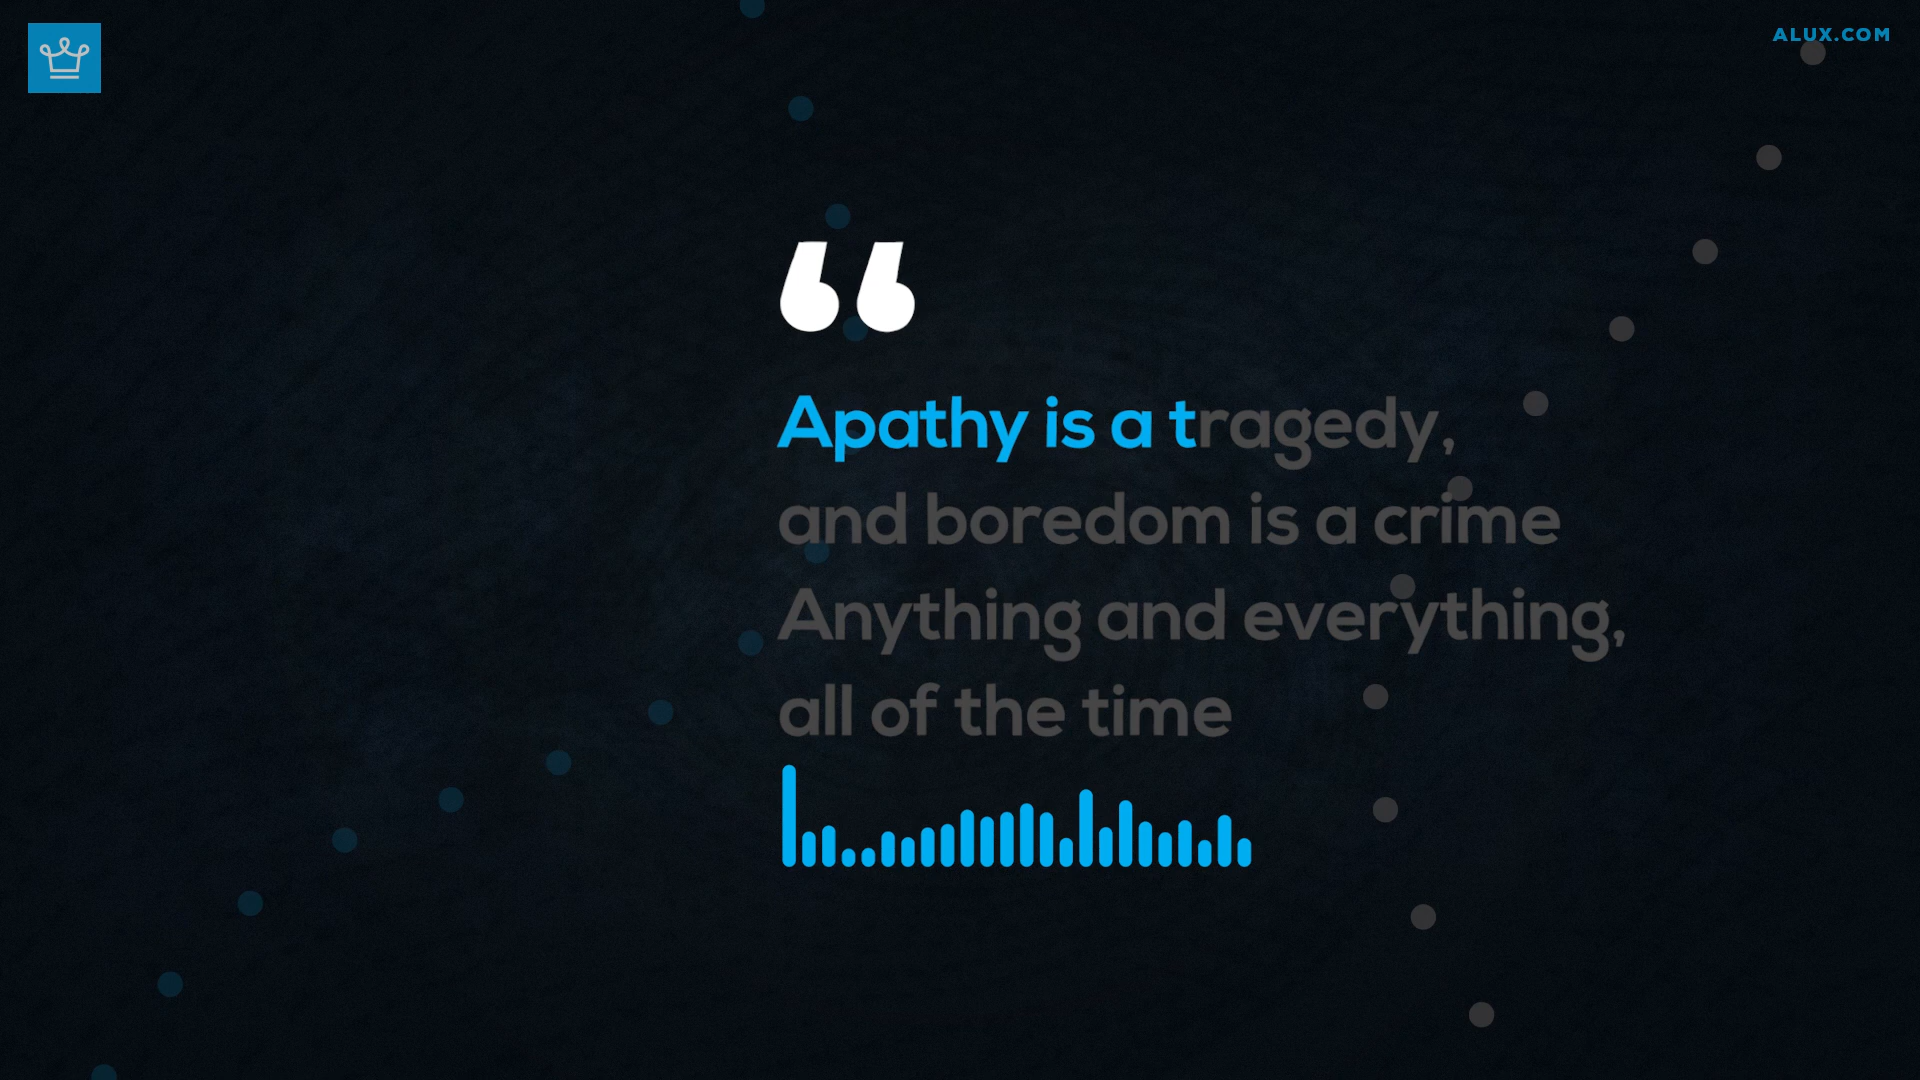 ALUX.COM
“
Apathy is a tragedy,
and boredom is a crime
Anything and everything,
all of the time